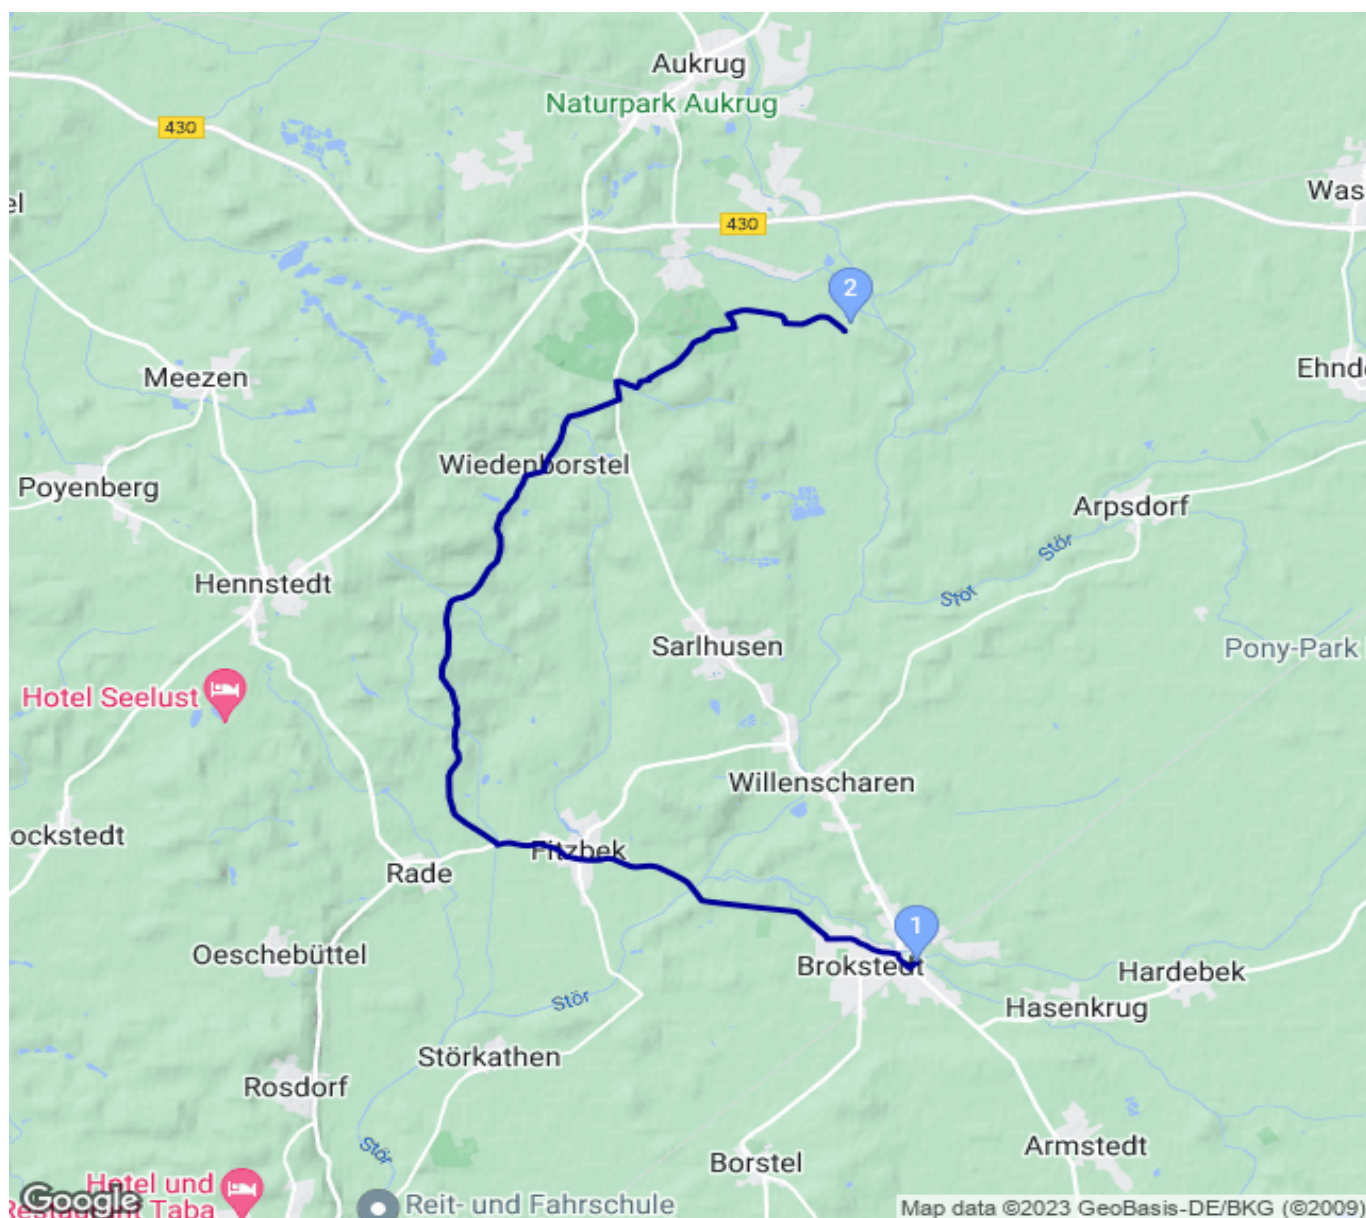 Aukrug
Naturpark Aukrug
430
Was
el
430
2
Ehnd
Meezen
Wiedenborstel
Poyenberg
Arpsdorf
Stör
Hennstedt
Stör
Sarlhusen
Pony-Park
Hotel Seelust
Willenscharen
ockstedt
Fitzbek
Rade
1
Oeschebüttel
Brokstedt
Hardebek
Stör
Hasenkrug
Störkathen
Rosdorf
Stör
Armstedt
Borstel
Hotel und
Restaurant Taba
Google
Reit- und Fahrschule
Map data ©2023 GeoBasis-DE/BKG (©2009)